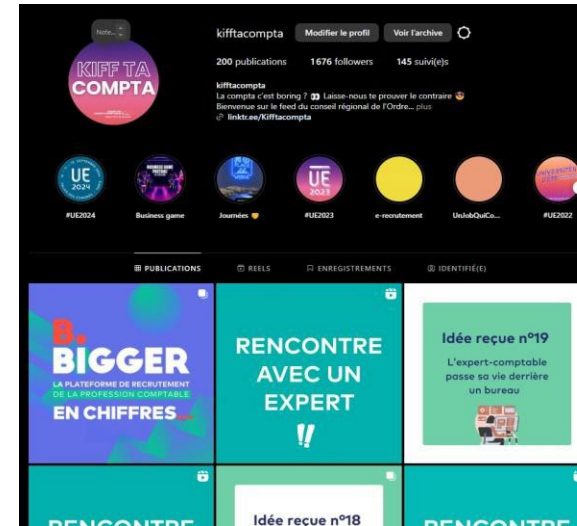 Note...
kifftacompta
Modifier le profil
Voir l'archive
200 publications
1676 followers
145 suivi(e)s
KIFF TA
COMPTA
kifftacompta
La compta c'est boring ? 👀 Laisse-nous te prouver le contraire 🤩
Bienvenue sur le feed du conseil régional de l'Ordre... plus
linktr.ee/Kifftacompta
UE
2024
UE
2023
#UE2024
Business game
Journées 🧡
#UE2023
e-recrutement
UnJobQuiCo...
#UE2022
PUBLICATIONS
REELS
ENREGISTREMENTS
IDENTIFIÉ(E)
B.
BIGGER
LA PLATEFORME DE RECRUTEMENT
DE LA PROFESSION COMPTABLE
EN CHIFFRES...
RENCONTRE
AVEC UN
EXPERT
!!
Idée reçue n°19
L'expert-comptable
passe sa vie derrière
un bureau
RENCONTRE
Idée reçue n°18
RENCONTRE